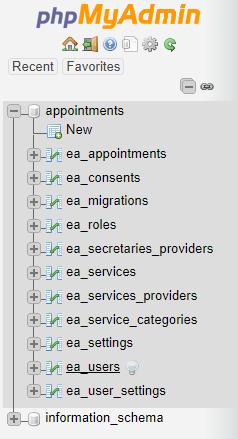 phpMyAdmin
Recent Favorites
appointments
New
ea_appointments
ea_consents
ea_migrations
ea_roles
ea_secretaries_providers
ea_services
ea_services_providers
ea_service_categories
ea_settings
ea_users
ea_user_settings
information_schema